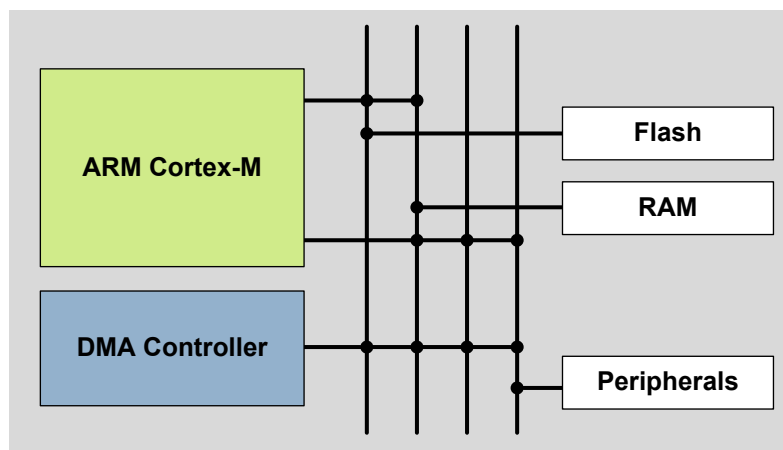 ARM Cortex-M
Flash
RAM
DMA Controller
Peripherals